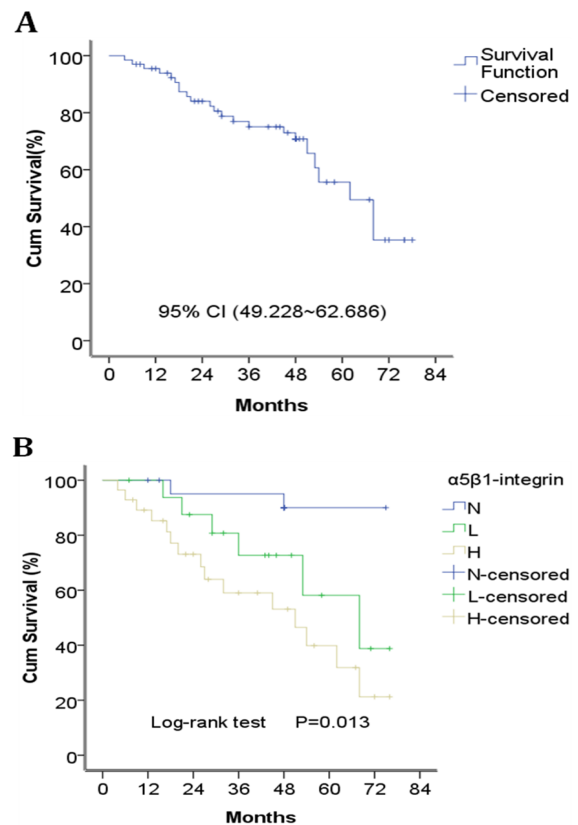 A
100
80
60
40
20
0
Cum Survival(%)
Survival
Function
Censored
95% CI (49.228~62.686)
0 12 24 36 48 60 72 84
Months
B
100
80
60
40
20
0
Cum Survival (%)
α5β1-integrin
N
L
H
N-censored
L-censored
H-censored
Log-rank test P=0.013
0 12 24 36 48 60 72 84
Months